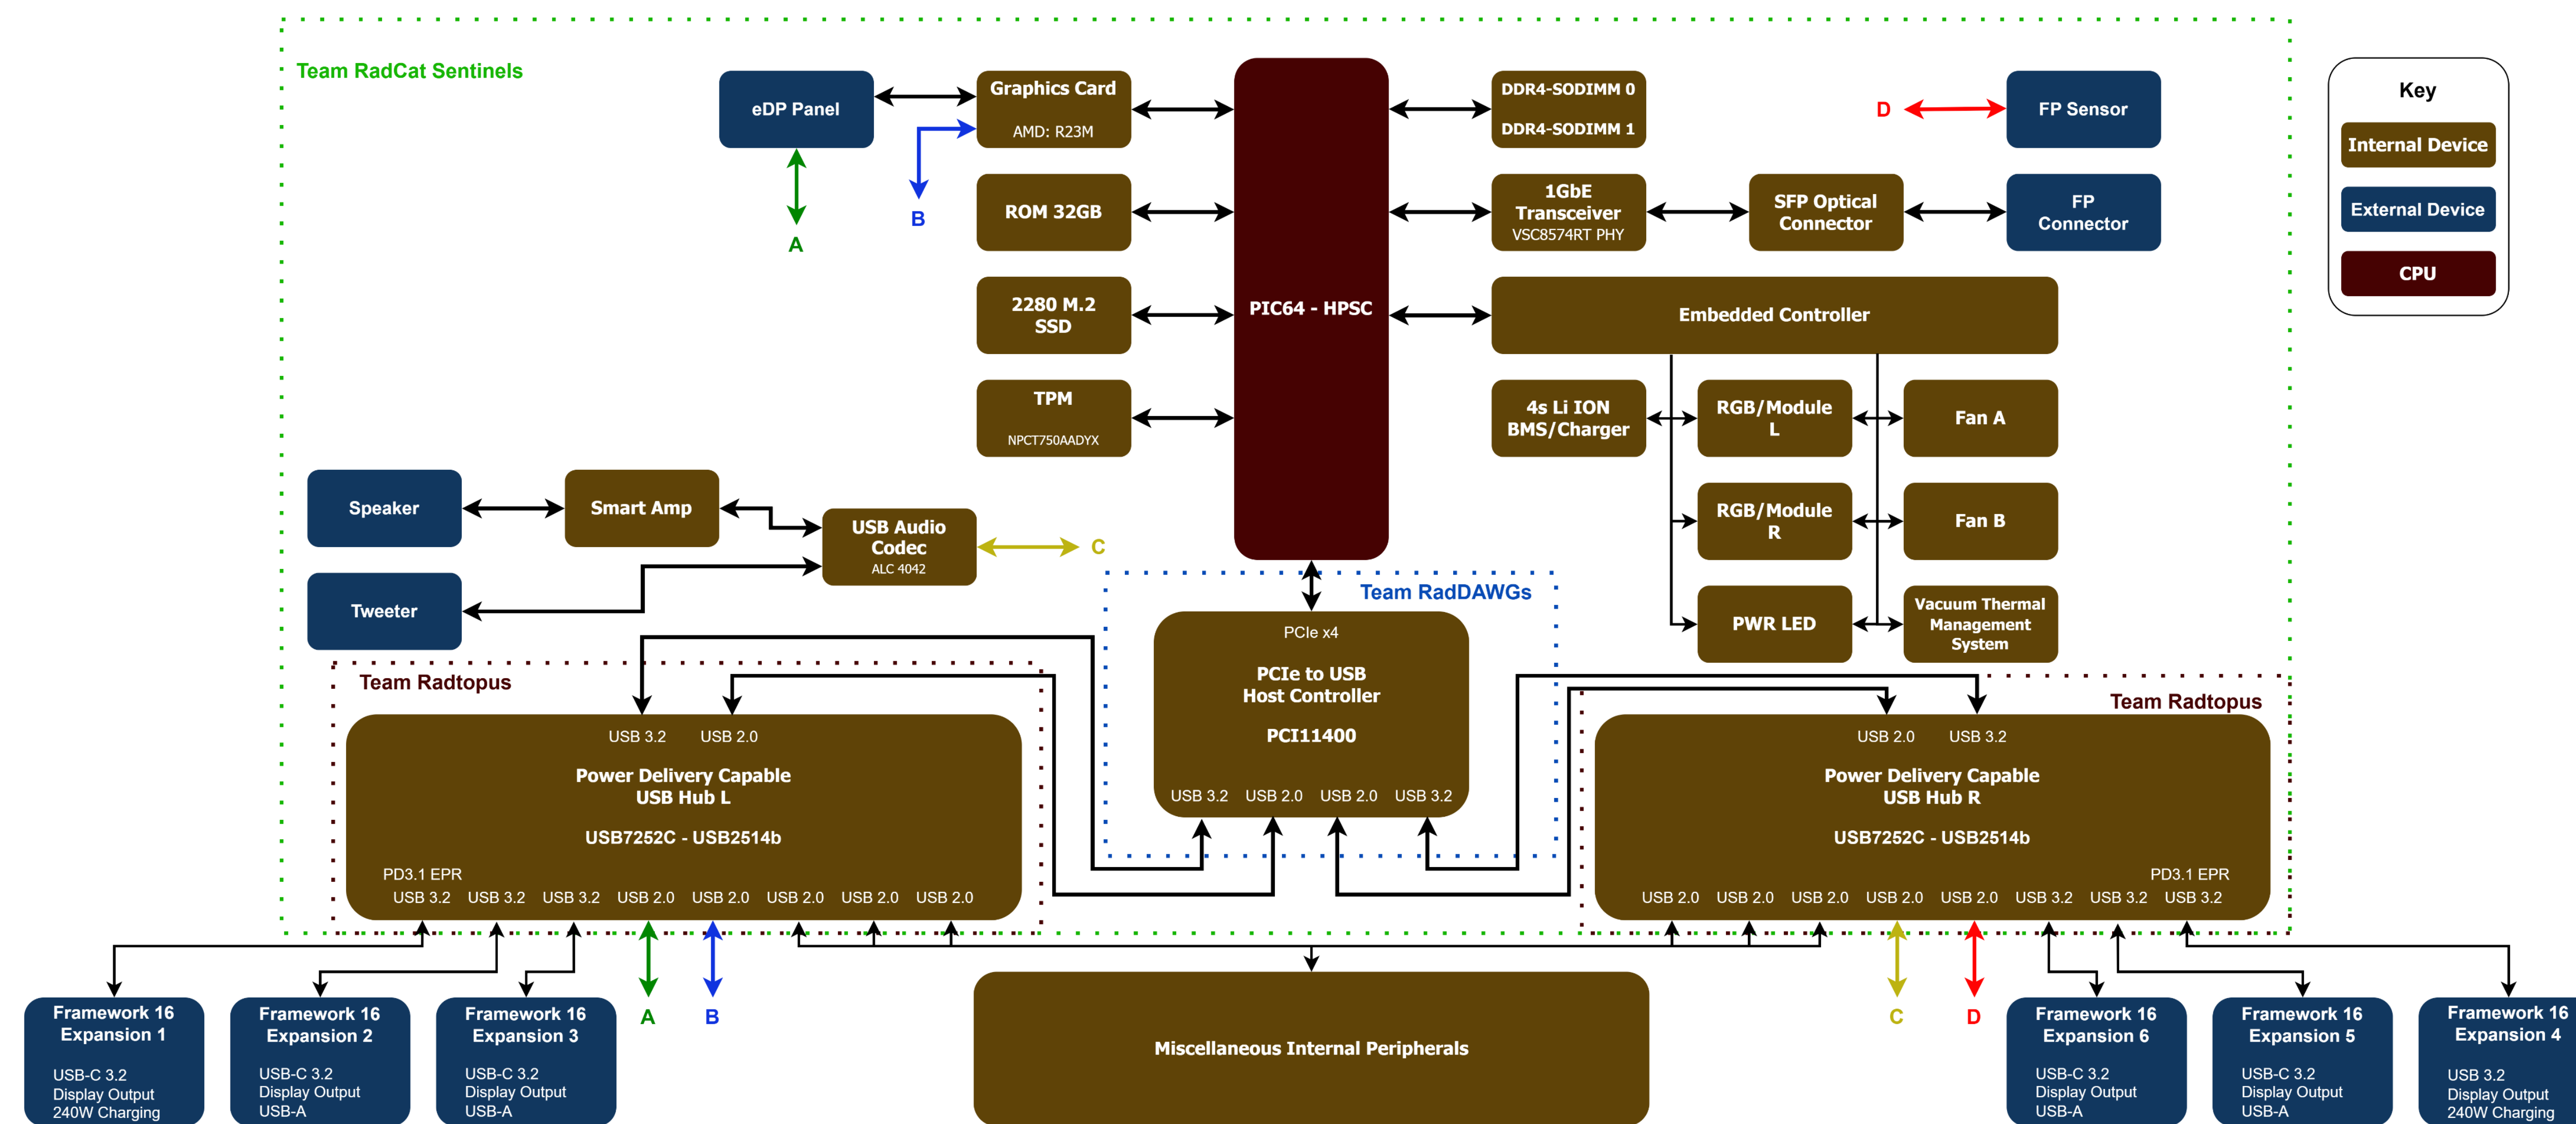 Team RadCat Sentinels
eDP Panel
Graphics Card
AMD: R23M
A
B
ROM 32GB
2280 M.2
SSD
TPM
NPCT750AADYX
PIC64 - HPSC
DDR4-SODIMM 0
DDR4-SODIMM 1
D
FP Sensor
1GbE
Transceiver
VSC8574RT PHY
SFP Optical
Connector
FP
Connector
Embedded Controller
4s Li ION
BMS/Charger
RGB/Module
L
Fan A
RGB/Module
R
Fan B
PWR LED
Vacuum Thermal
Management
System
Key
Internal Device
External Device
CPU
Speaker
Smart Amp
USB Audio
Codec
ALC 4042
C
Tweeter
Team RadDAWGs
PCIe x4
PCIe to USB
Host Controller
PCI11400
USB 3.2
USB 2.0
USB 2.0
USB 3.2
Team Radtopus
USB 3.2
USB 2.0
Power Delivery Capable
USB Hub L
USB7252C - USB2514b
PD3.1 EPR
USB 3.2
USB 3.2
USB 3.2
USB 2.0
USB 2.0
USB 2.0
USB 2.0
USB 2.0
Team Radtopus
USB 2.0
USB 3.2
Power Delivery Capable
USB Hub R
USB7252C - USB2514b
PD3.1 EPR
USB 2.0
USB 2.0
USB 2.0
USB 2.0
USB 2.0
USB 3.2
USB 3.2
USB 3.2
Framework 16
Expansion 1
USB-C 3.2
Display Output
240W Charging
Framework 16
Expansion 2
USB-C 3.2
Display Output
USB-A
Framework 16
Expansion 3
USB-C 3.2
Display Output
USB-A
A
B
Miscellaneous Internal Peripherals
C
D
Framework 16
Expansion 6
USB-C 3.2
Display Output
USB-A
Framework 16
Expansion 5
USB-C 3.2
Display Output
USB-A
Framework 16
Expansion 4
USB 3.2
Display Output
240W Charging